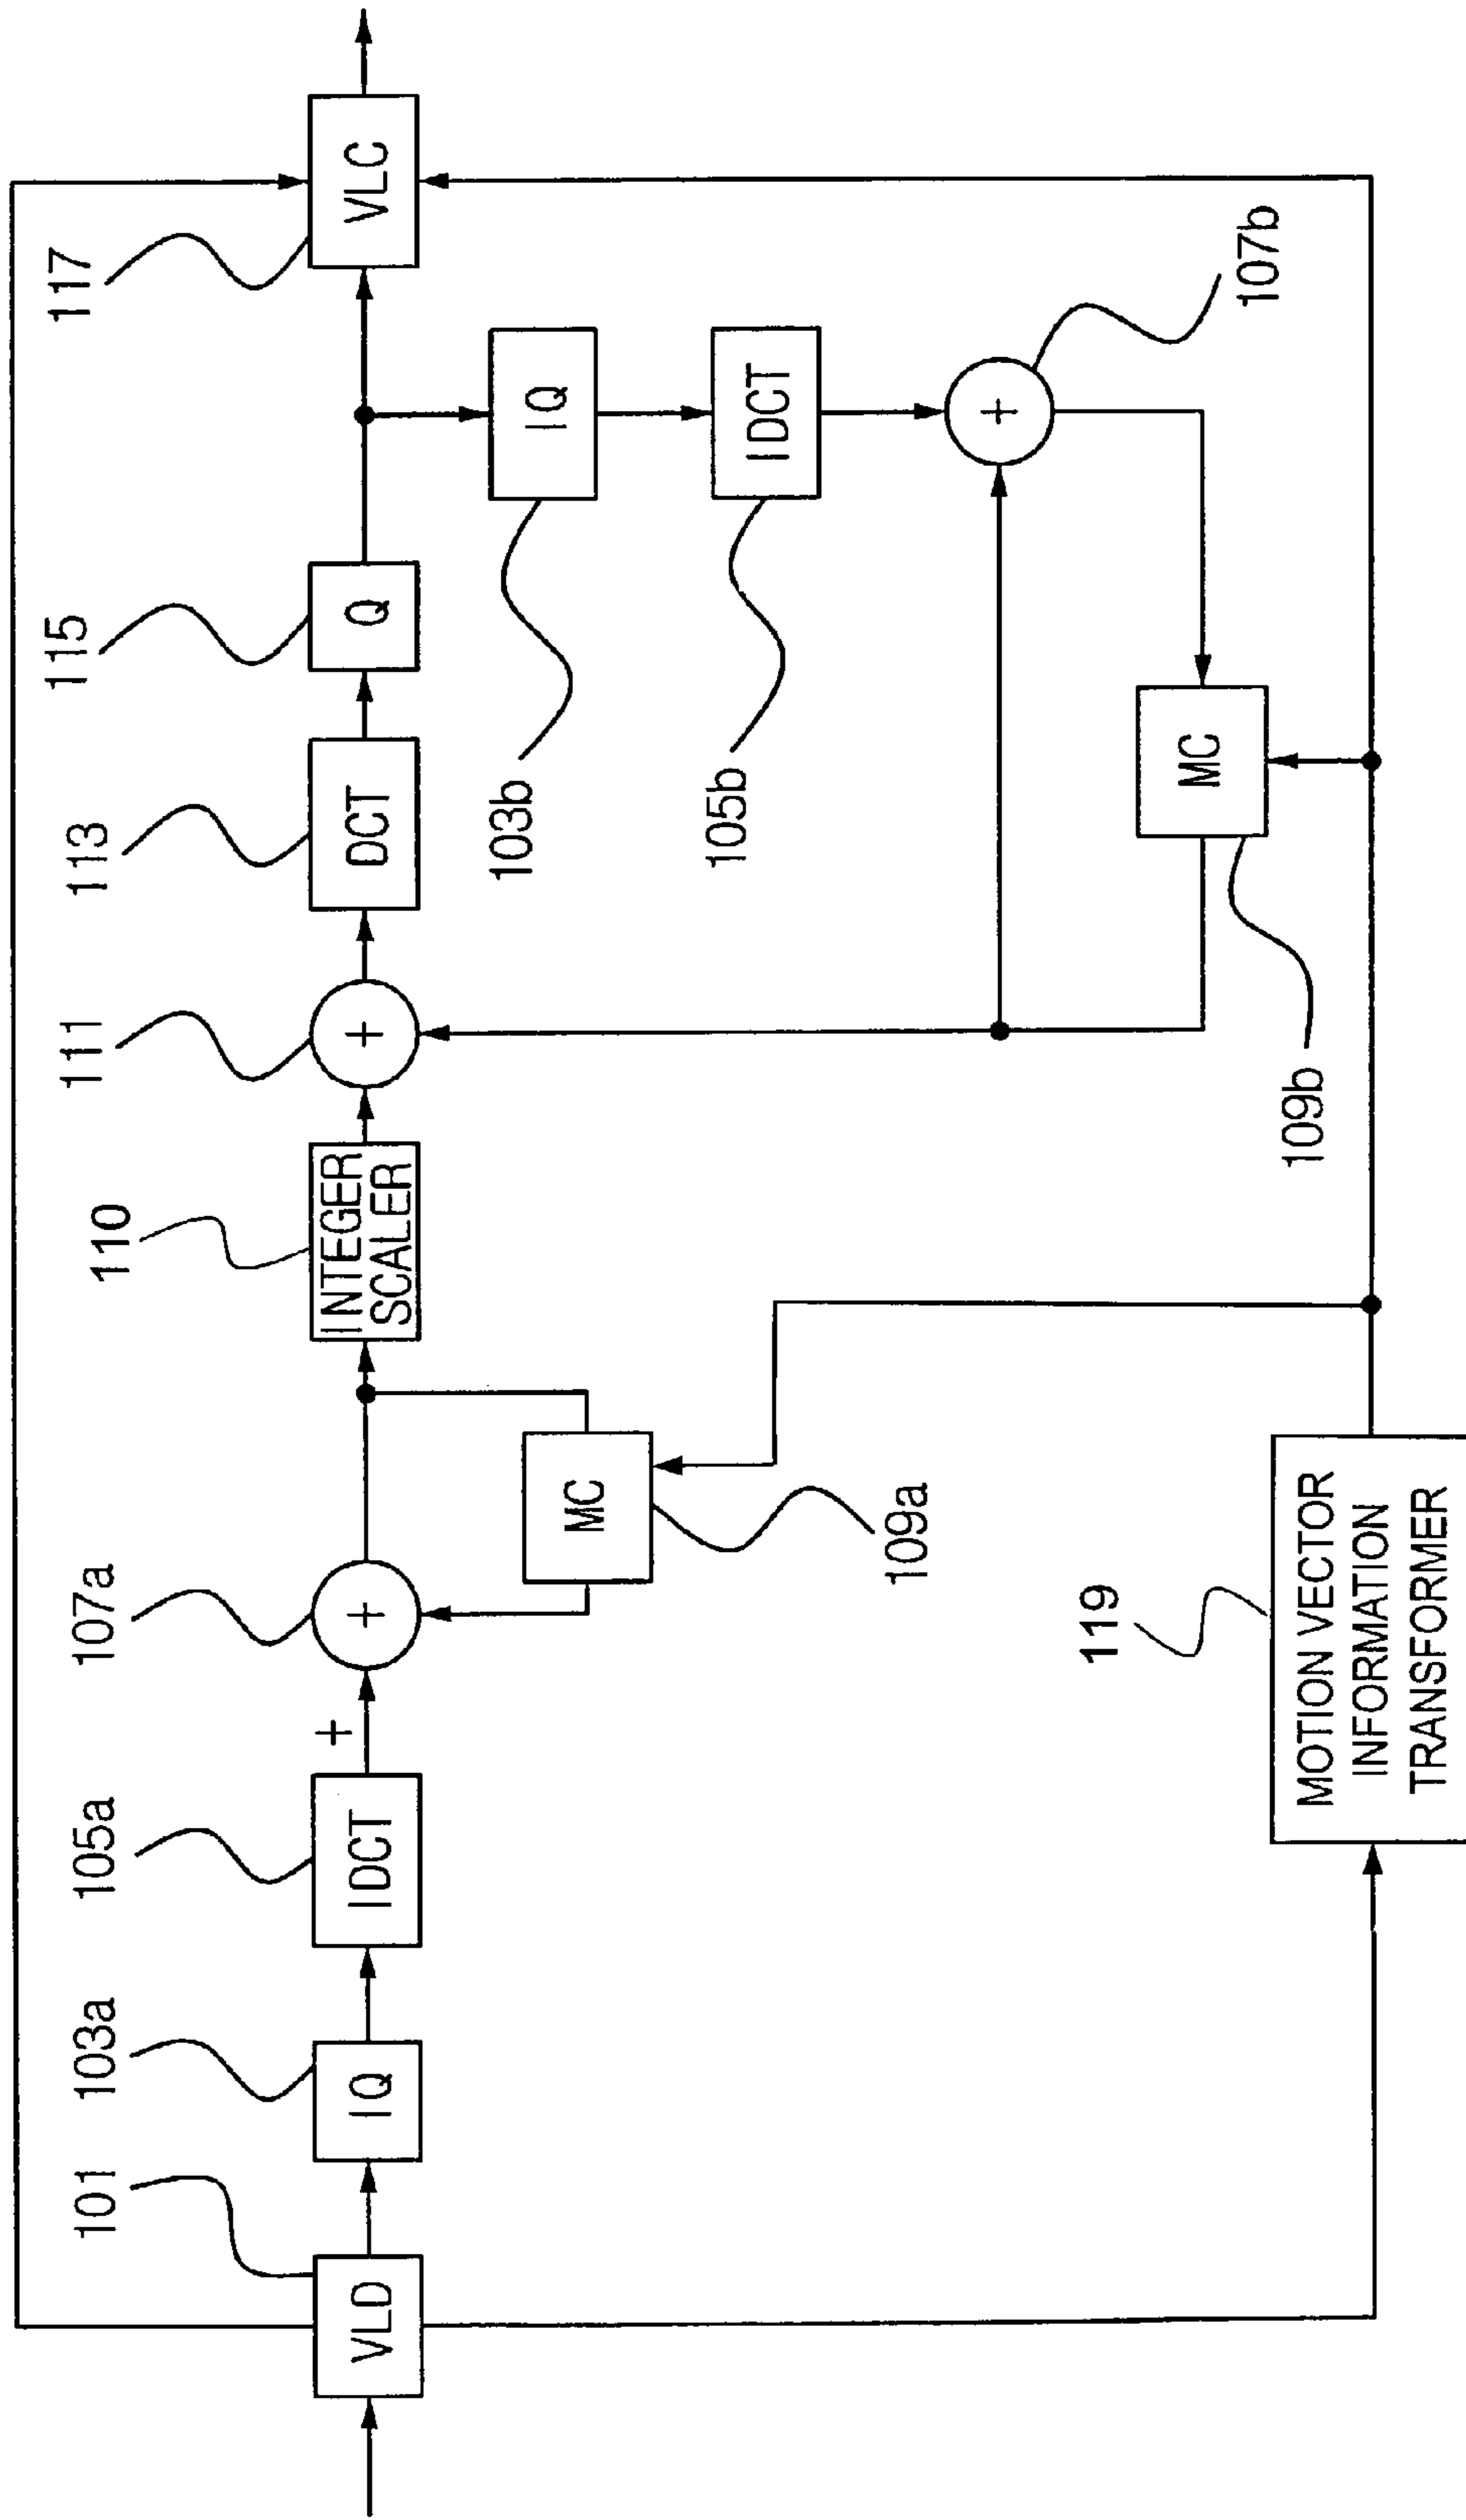 101
103a
105a
107a
110
111
113
115
117
VLD
IQ
IDCT
+
+
INTEGER
SCALER
+
DCT
Q
VLC
MC
109a
103b
IQ
105b
IDCT
+
107b
MC
109b
119
MOTION VECTOR
INFORMATION
TRANSFORMER